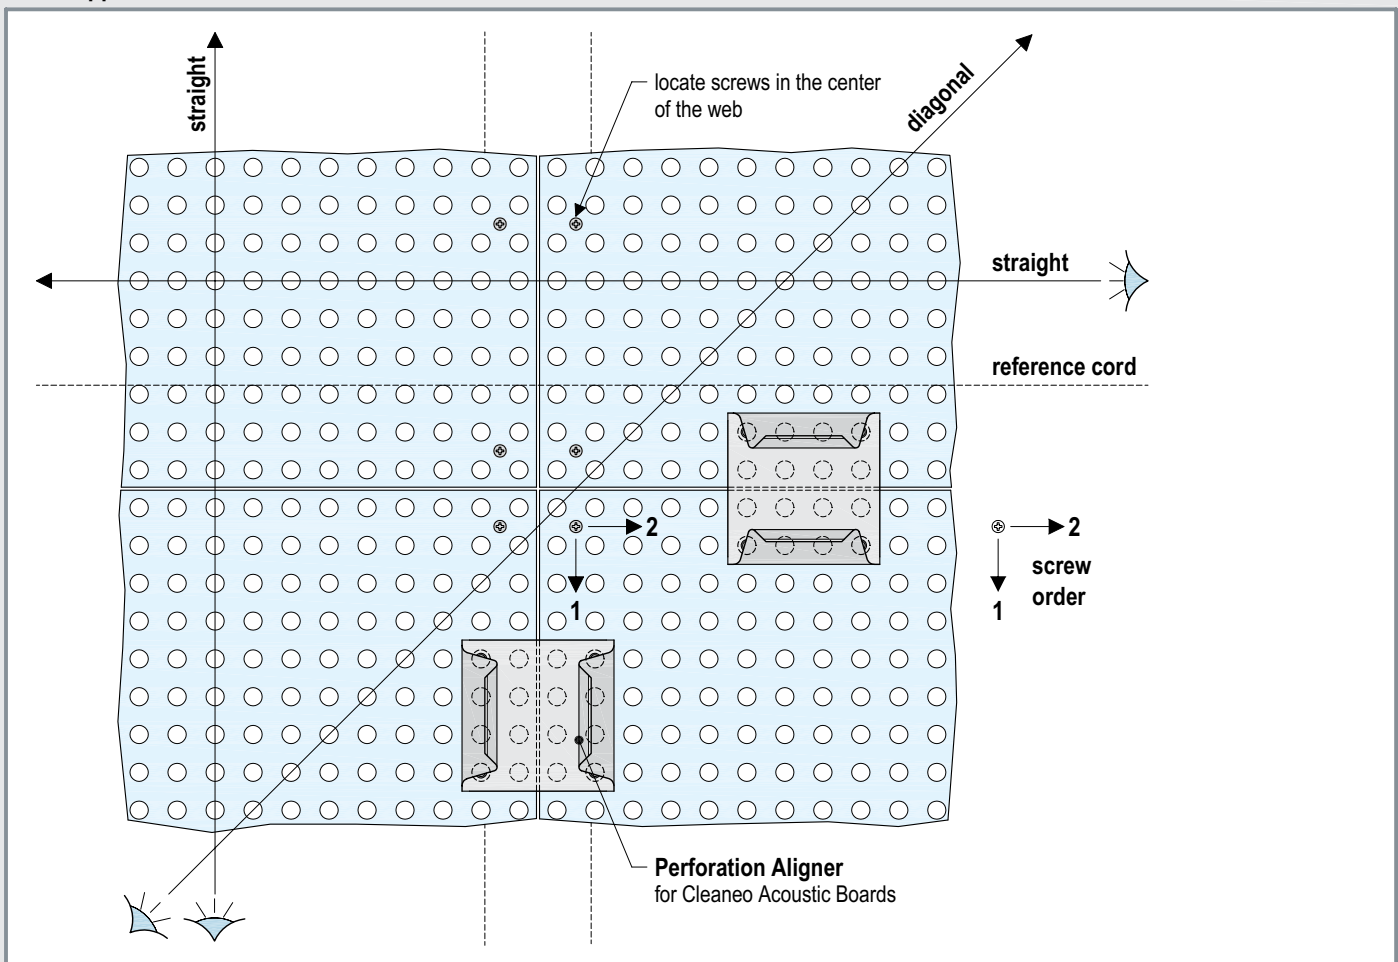 straight
locate screws in the center
of the web
diagonal
straight
reference cord
2
1
2
screw
order
1
Perforation Aligner
for Cleaneo Acoustic Boards